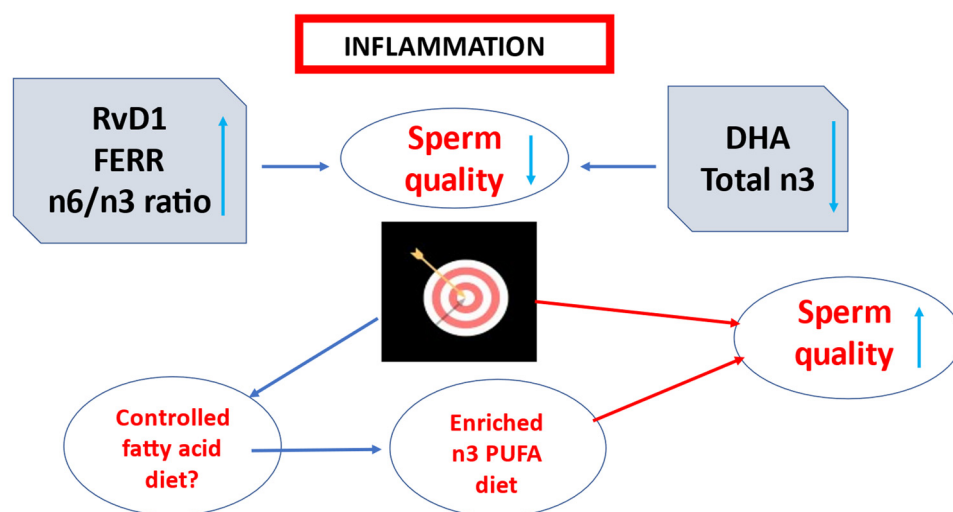 INFLAMMATION
RvD1
FERR
n6/n3 ratio
Sperm
quality
DHA
Total n3
Sperm
quality
Controlled
fatty acid
diet?
Enriched
n3 PUFA
diet